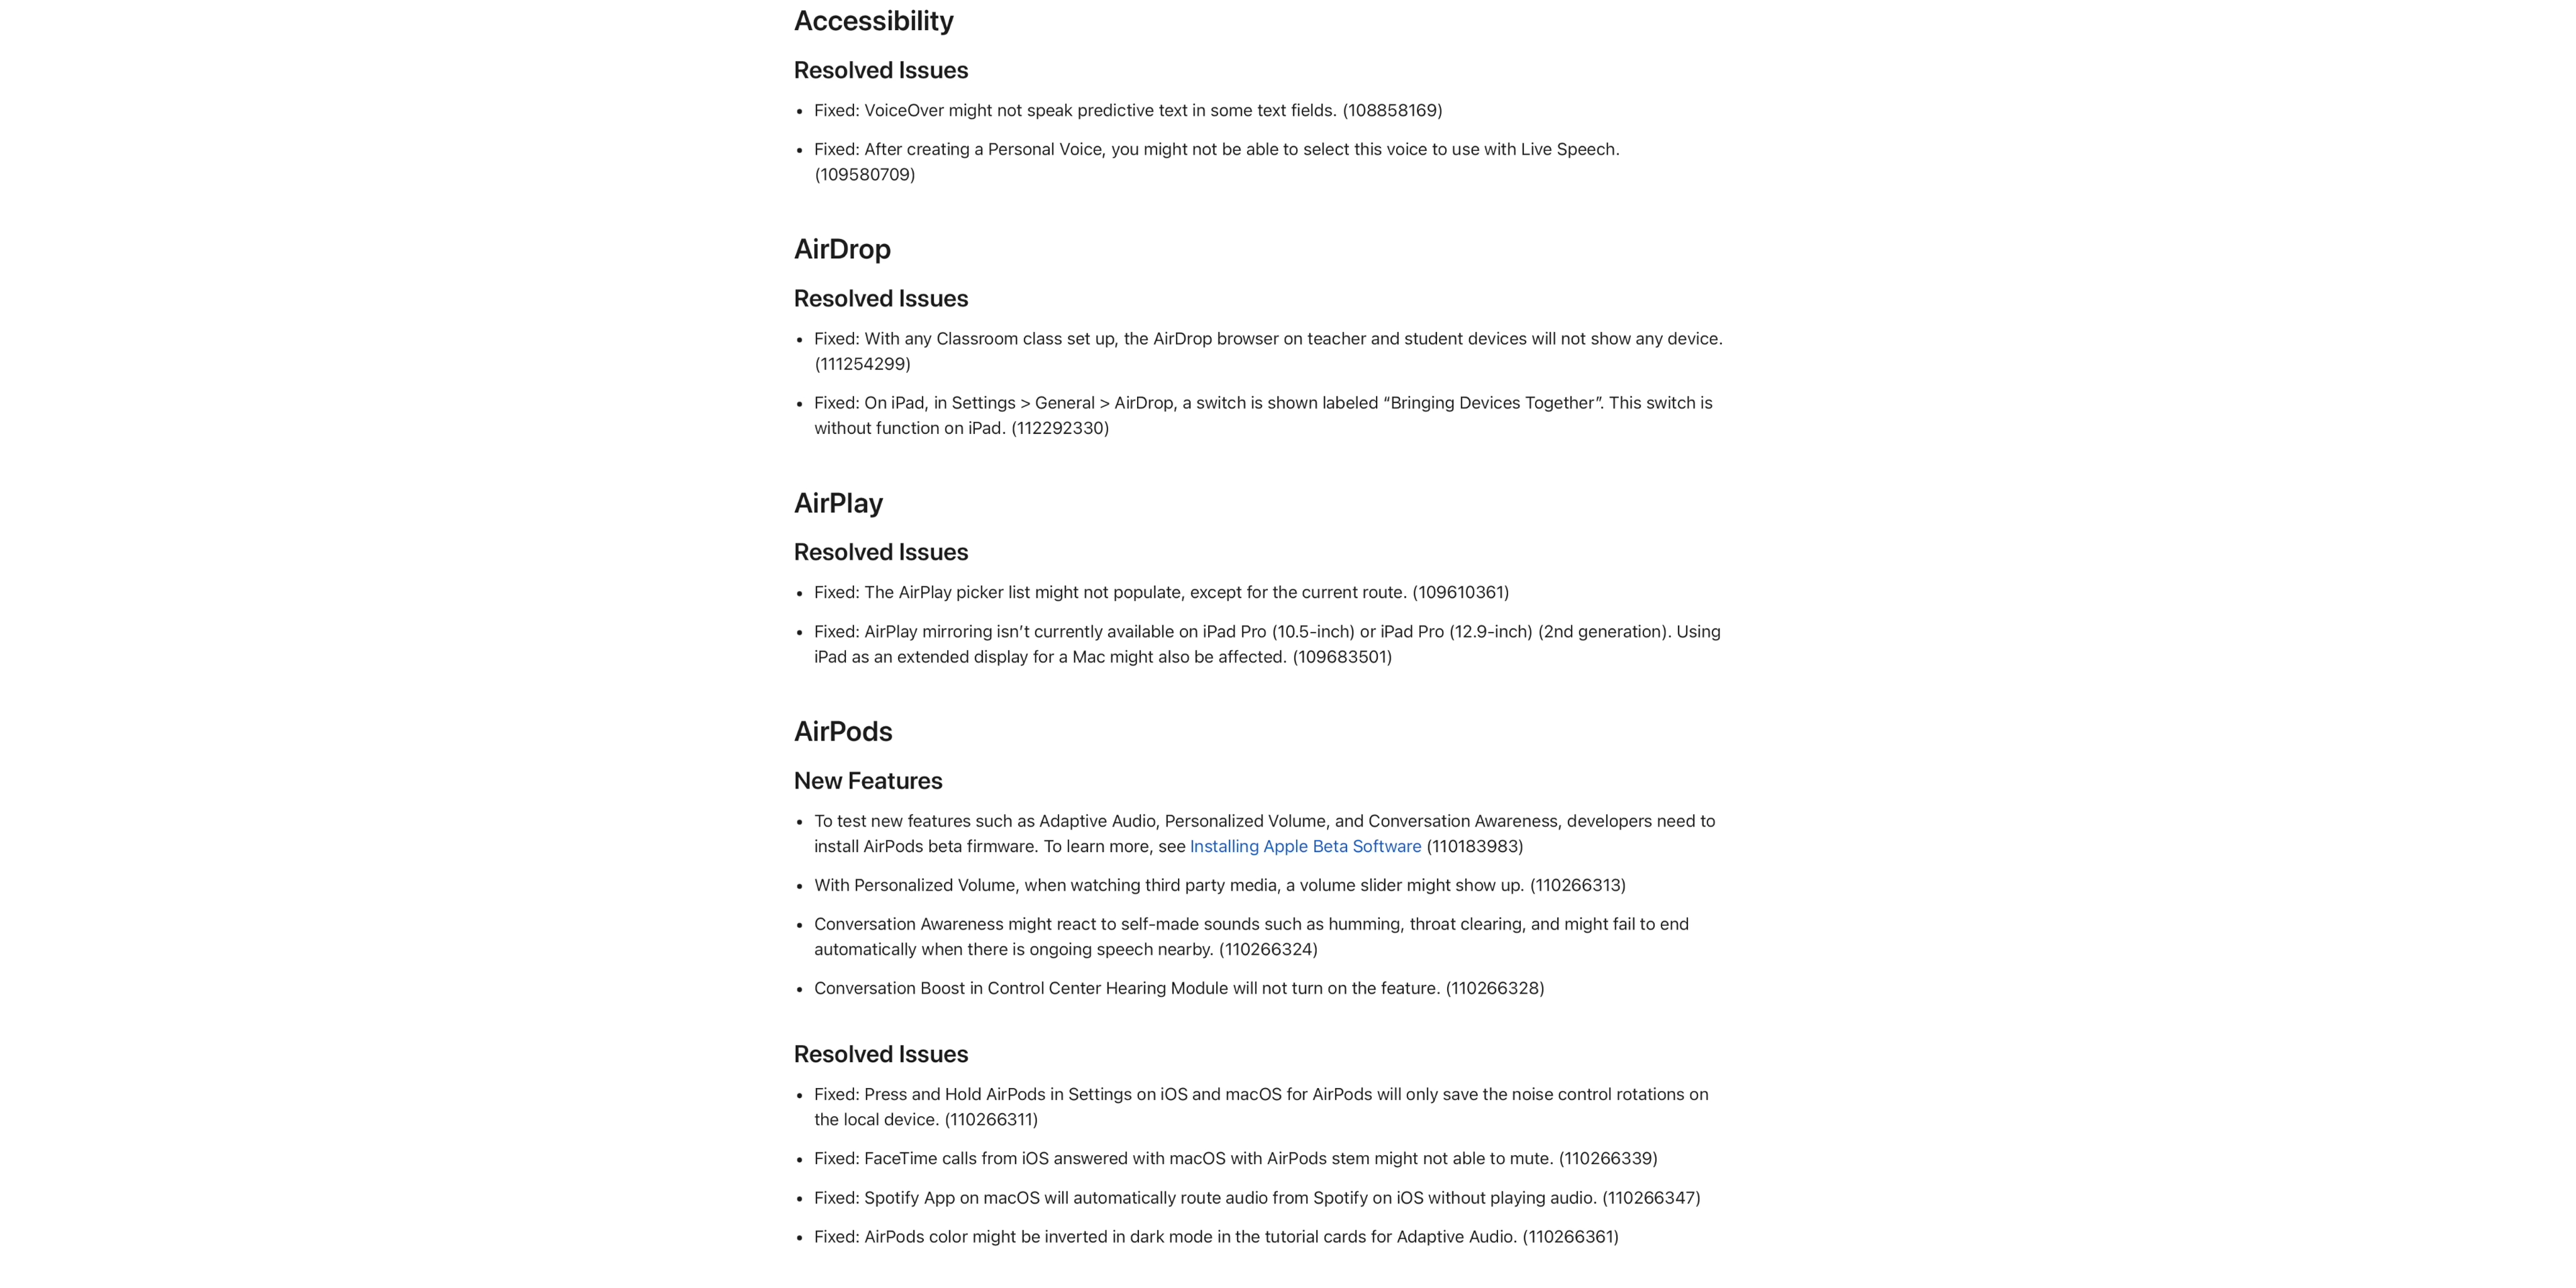 Accessibility
Resolved Issues
• Fixed: VoiceOver might not speak predictive text in some text fields. (108858169)
• Fixed: After creating a Personal Voice, you might not be able to select this voice to use with Live Speech.
(109580709)
AirDrop
Resolved Issues
• Fixed: With any Classroom class set up, the AirDrop browser on teacher and student devices will not show any device.
(111254299)
• Fixed: On iPad, in Settings > General > AirDrop, a switch is shown labeled “Bringing Devices Together”. This switch is
without function on iPad. (112292330)
AirPlay
Resolved Issues
• Fixed: The AirPlay picker list might not populate, except for the current route. (109610361)
• Fixed: AirPlay mirroring isn’t currently available on iPad Pro (10.5-inch) or iPad Pro (12.9-inch) (2nd generation). Using
iPad as an extended display for a Mac might also be affected. (109683501)
AirPods
New Features
• To test new features such as Adaptive Audio, Personalized Volume, and Conversation Awareness, developers need to
install AirPods beta firmware. To learn more, see Installing Apple Beta Software (110183983)
• With Personalized Volume, when watching third party media, a volume slider might show up. (110266313)
• Conversation Awareness might react to self-made sounds such as humming, throat clearing, and might fail to end
automatically when there is ongoing speech nearby. (110266324)
• Conversation Boost in Control Center Hearing Module will not turn on the feature. (110266328)
Resolved Issues
• Fixed: Press and Hold AirPods in Settings on iOS and macOS for AirPods will only save the noise control rotations on
the local device. (110266311)
• Fixed: FaceTime calls from iOS answered with macOS with AirPods stem might not able to mute. (110266339)
• Fixed: Spotify App on macOS will automatically route audio from Spotify on iOS without playing audio. (110266347)
• Fixed: AirPods color might be inverted in dark mode in the tutorial cards for Adaptive Audio. (110266361)